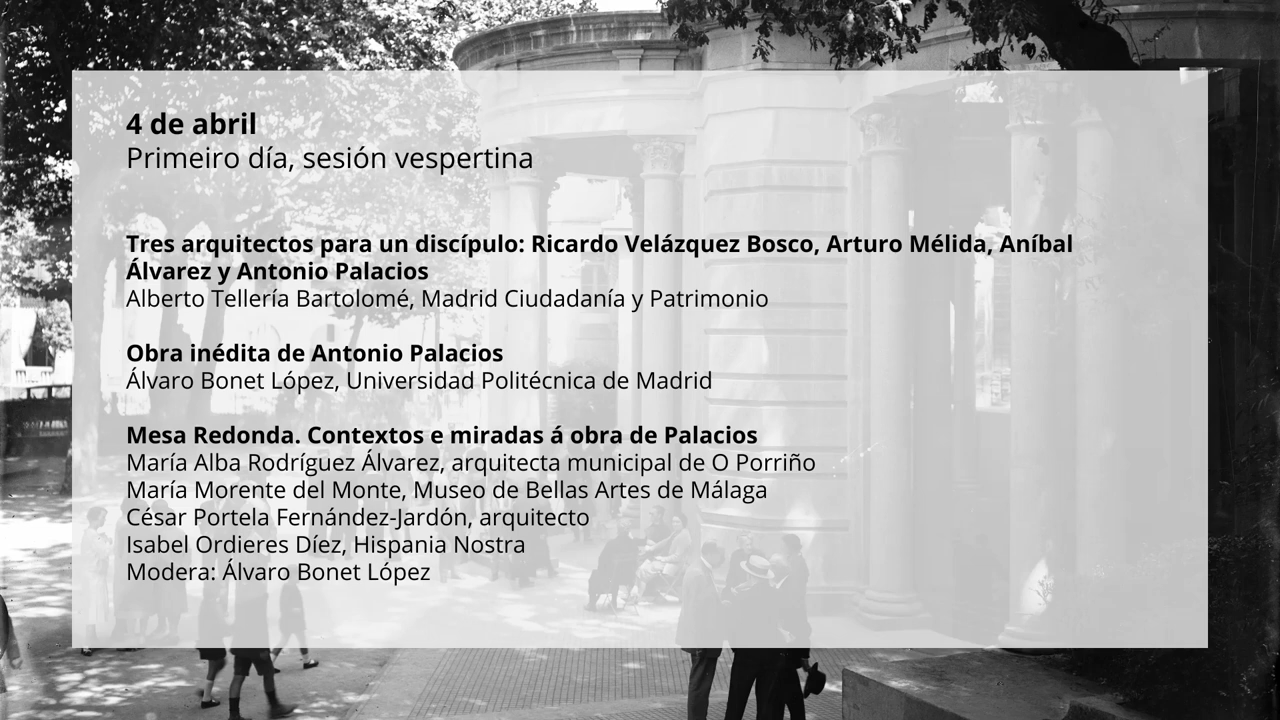 4 de abril
Primeiro día, sesión vespertina
Tres arquitectos para un discípulo: Ricardo Velázquez Bosco, Arturo Mélida, Aníbal
Álvarez y Antonio Palacios
Alberto Tellería Bartolomé, Madrid Ciudadanía y Patrimonio
Obra inédita de Antonio Palacios
Álvaro Bonet López, Universidad Politécnica de Madrid
Mesa Redonda. Contextos e miradas á obra de Palacios
María Alba Rodríguez Álvarez, arquitecta municipal de O Porriño
María Morente del Monte, Museo de Bellas Artes de Málaga
César Portela Fernández-Jardón, arquitecto
Isabel Ordieres Díez, Hispania Nostra
Modera: Álvaro Bonet López